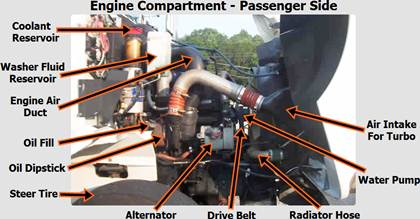 Engine Compartment - Passenger Side
Coolant
Reservoir
Washer Fluid
Reservoir
Engine Air
Duct
Oil Fill
Oil Dipstick
Steer Tire
Alternator
Drive Belt
Radiator Hose
Water Pump
Air Intake
For Turbo